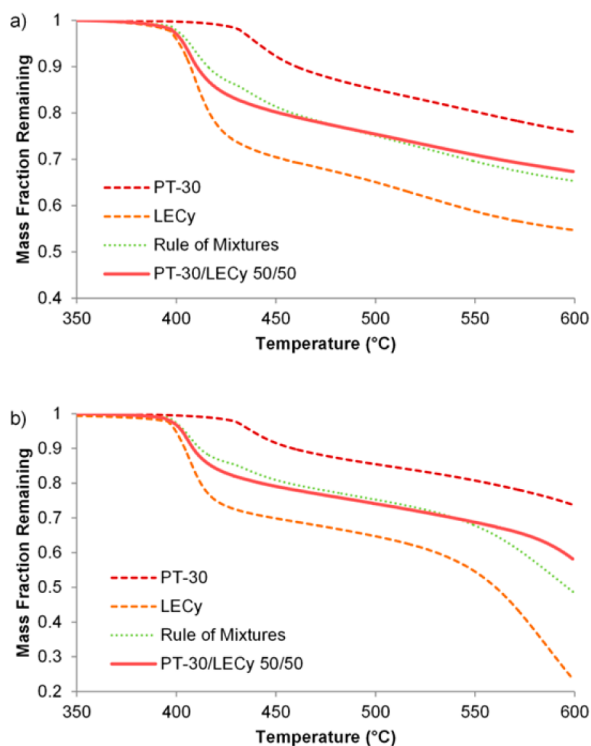 a)
1
0.9
0.8
0.7
0.6
0.5
0.4
Mass Fraction Remaining
PT-30
LECy
Rule of Mixtures
PT-30/LECy 50/50
350 400 450 500 550 600
Temperature (°C)
b)
1
0.9
0.8
0.7
0.6
0.5
0.4
0.3
0.2
Mass Fraction Remaining
PT-30
LECy
Rule of Mixtures
PT-30/LECy 50/50
350 400 450 500 550 600
Temperature (°C)